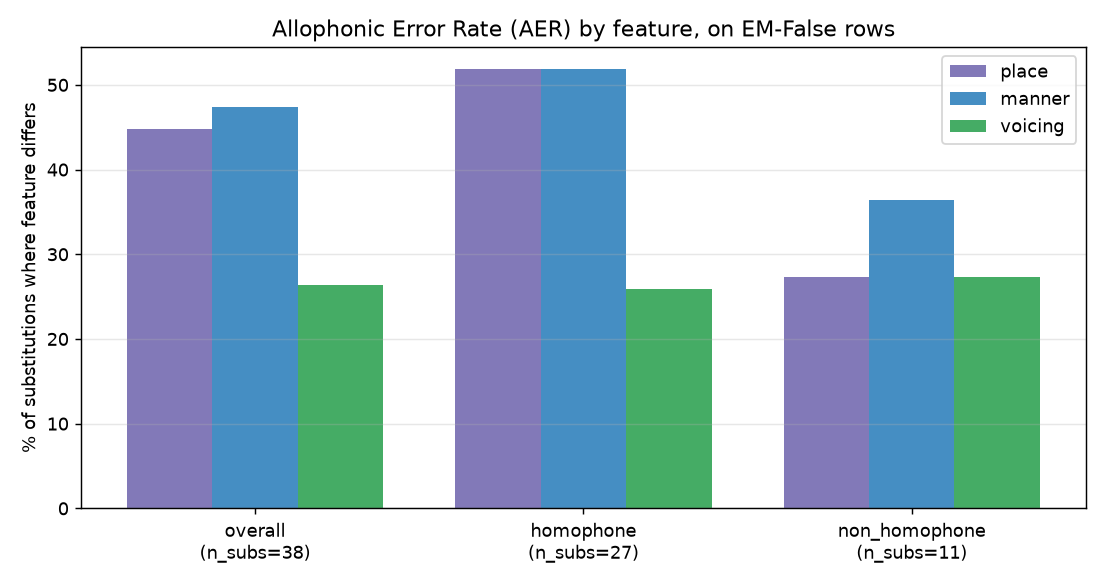 Allophonic Error Rate (AER) by feature, on EM-False rows
% of substitutions where feature differs
50
40
30
20
10
0
place
manner
voicing
overall
(n_subs=38)
homophone
(n_subs=27)
non_homophone
(n_subs=11)